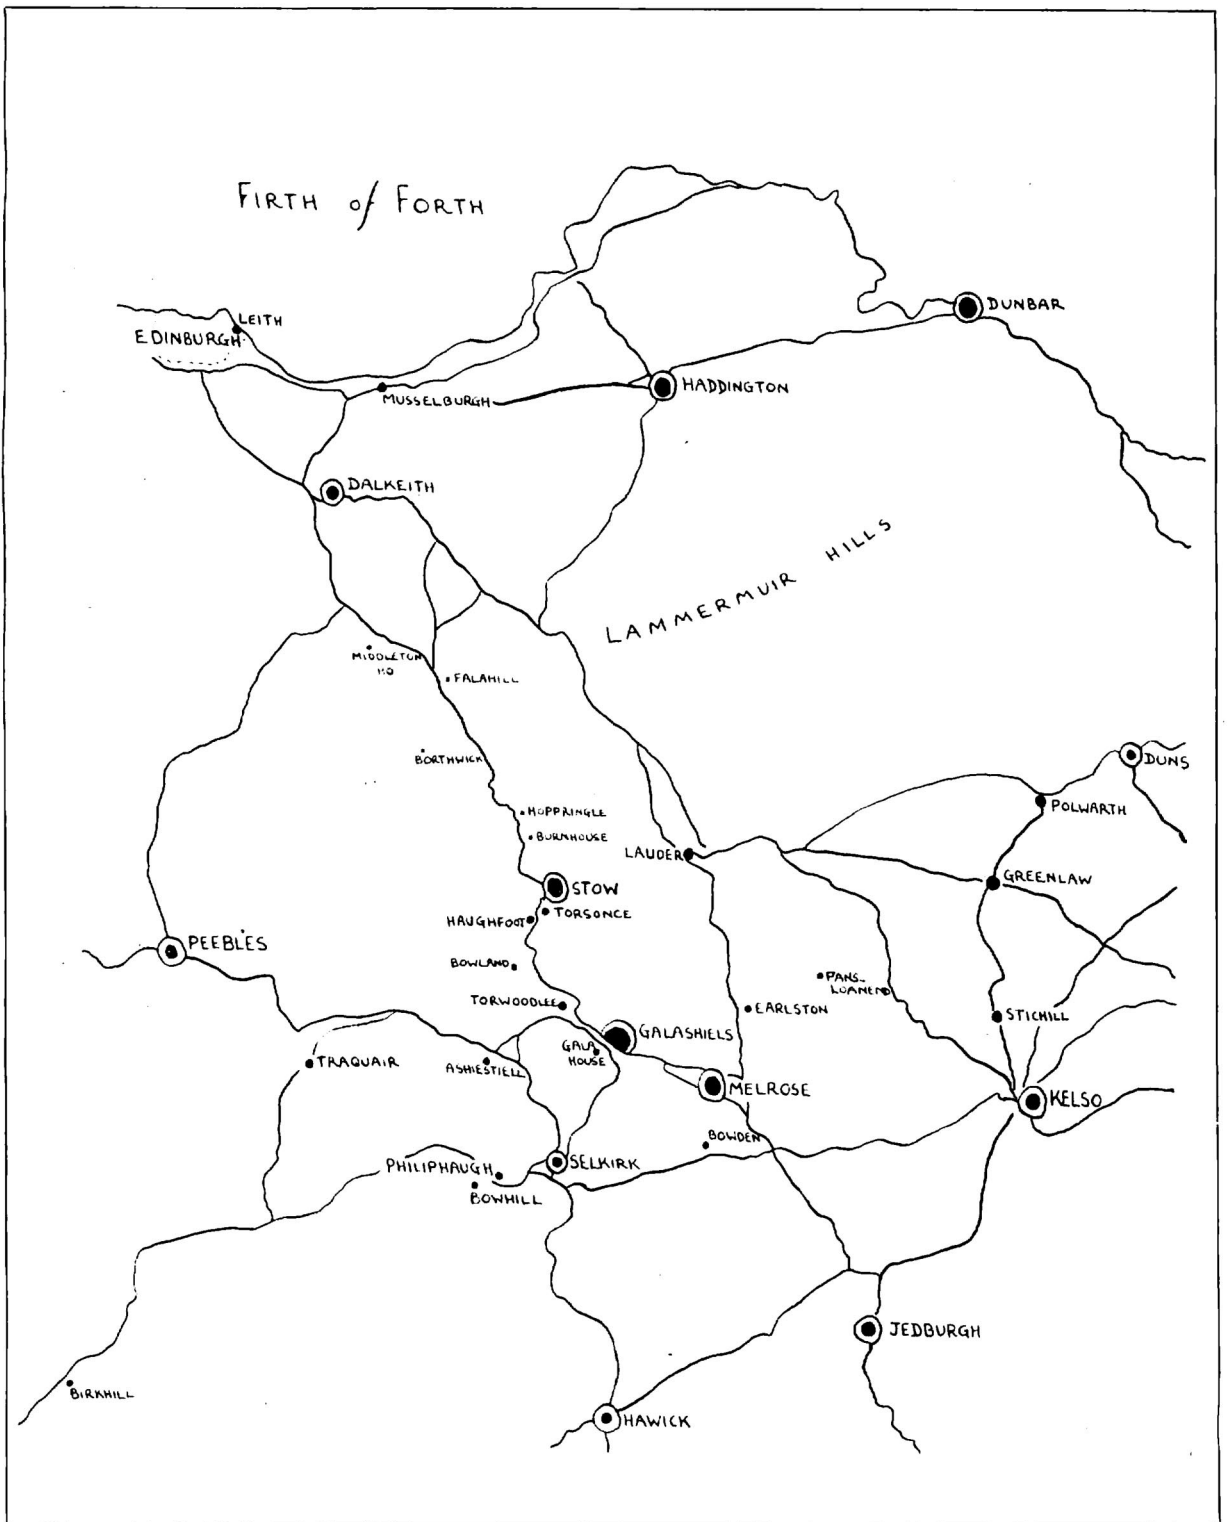 FIRTH of FORTH
LEITH
EDINBURGH
DUNBAR
MUSSELBURGH
HADDINGTON
DALKEITH
LAMMERMUIR HILLS
MIDDLETON
HO
FALAHILL
BORTHWICK
DUNS
HOPPRINGLE
POLWARTH
BURNHOUSE
LAUDER
GREENLAW
STOW
HAUGHFOOT
TORSONCE
PEEBLES
BOWLAND
PANS-
LOANEND
TORWOODLEE
EARLSTON
STICHILL
GALASHIELS
GALA
HOUSE
TRAQUAIR
ASHIESTIELL
MELROSE
KELSO
BOWDEN
PHILIPHAUGH
SELKIRK
BOWHILL
JEDBURGH
BIRKHILL
HAWICK